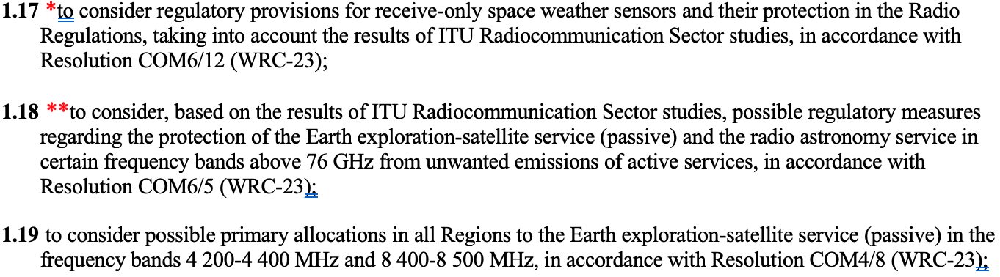 1.17 *to consider regulatory provisions for receive-only space weather sensors and their protection in the Radio
Regulations, taking into account the results of ITU Radiocommunication Sector studies, in accordance with
Resolution COM6/12 (WRC-23);
1.18 **to consider, based on the results of ITU Radiocommunication Sector studies, possible regulatory measures
regarding the protection of the Earth exploration-satellite service (passive) and the radio astronomy service in
certain frequency bands above 76 GHz from unwanted emissions of active services, in accordance with
Resolution COM6/5 (WRC-23);
1.19 to consider possible primary allocations in all Regions to the Earth exploration-satellite service (passive) in the
frequency bands 4 200-4 400 MHz and 8 400-8 500 MHz, in accordance with Resolution COM4/8 (WRC-23);